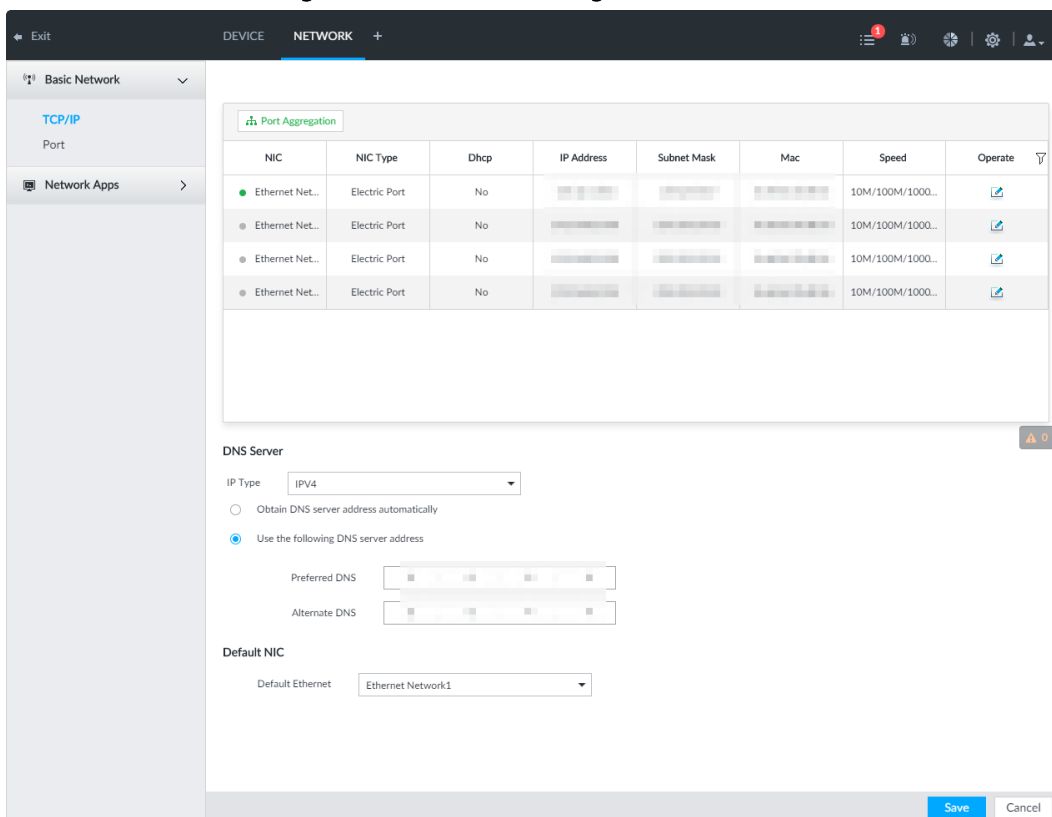 Exit
DEVICE NETWORK +
1
Basic Network
TCP/IP
Port
Network Apps
Port Aggregation
NIC NIC Type Dhcp IP Address Subnet Mask Mac Speed Operate
Ethernet Net... Electric Port No 10M/100M/1000...
Ethernet Net... Electric Port No 10M/100M/1000...
Ethernet Net... Electric Port No 10M/100M/1000...
Ethernet Net... Electric Port No 10M/100M/1000...
0
DNS Server
IP Type IPV4
Obtain DNS server address automatically
Use the following DNS server address
Preferred DNS
Alternate DNS
Default NIC
Default Ethernet Ethernet Network1
Save Cancel